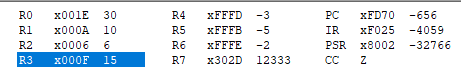 R0 x001E 30 R4 xFFFD -3 PC xFD70 -656
R1 x000A 10 R5 xFFFB -5 IR xF025 -4059
R2 x0006 6 R6 xFFFE -2 PSR x8002 -32766
R3 x000F 15 R7 x302D 12333 CC Z